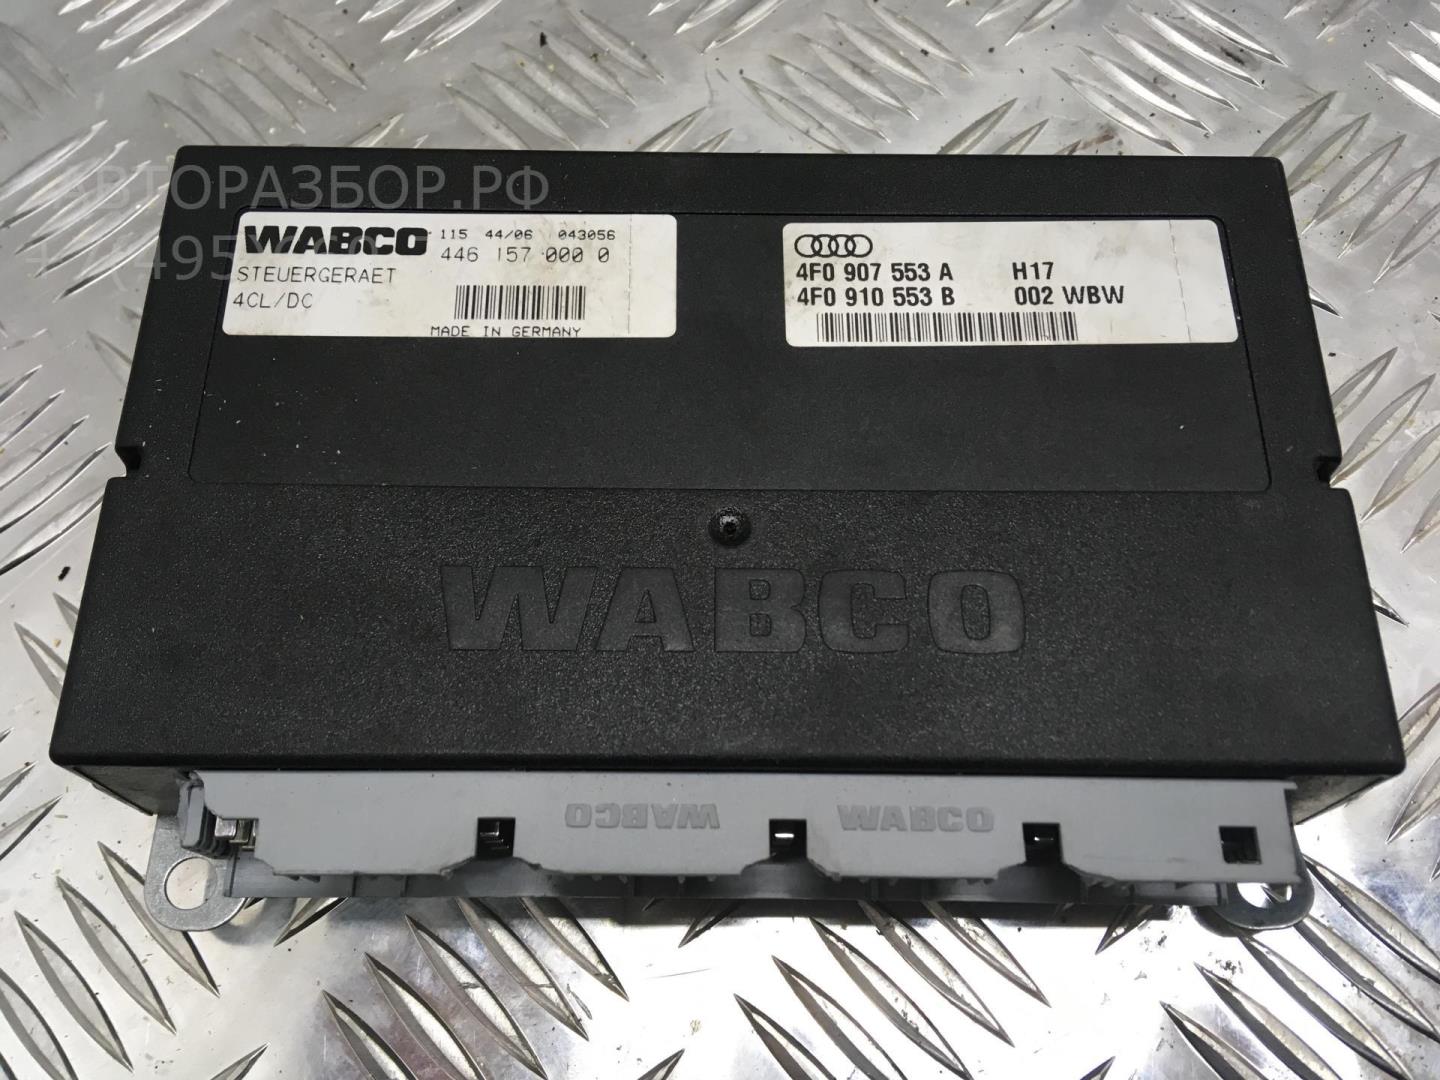 АВТОРАЗБОР.РФ
WABCO 115 44/06 043056
446 157 000 0
STEUERGERAET
4CL/DC
MADE IN GERMANY
4F0 907 553 A H17
4F0 910 553 B 002 WBW
N
WABCO
WABCO WABCO